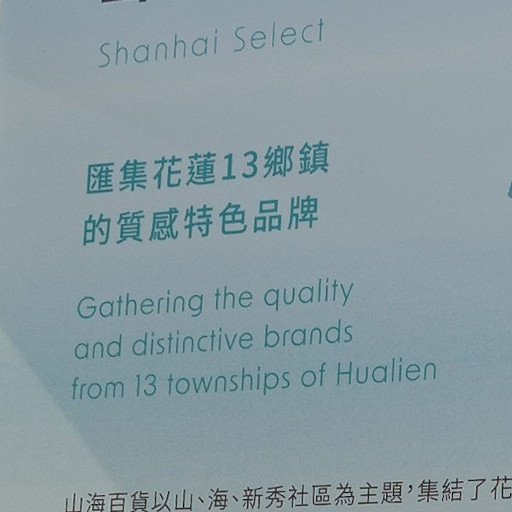 Shanhai Select
匯集花蓮13鄉鎮
的質感特色品牌
Gathering the quality
and distinctive brands
from 13 townships of Hualien
山海百貨以山、海、新秀社區為主題，集結了花